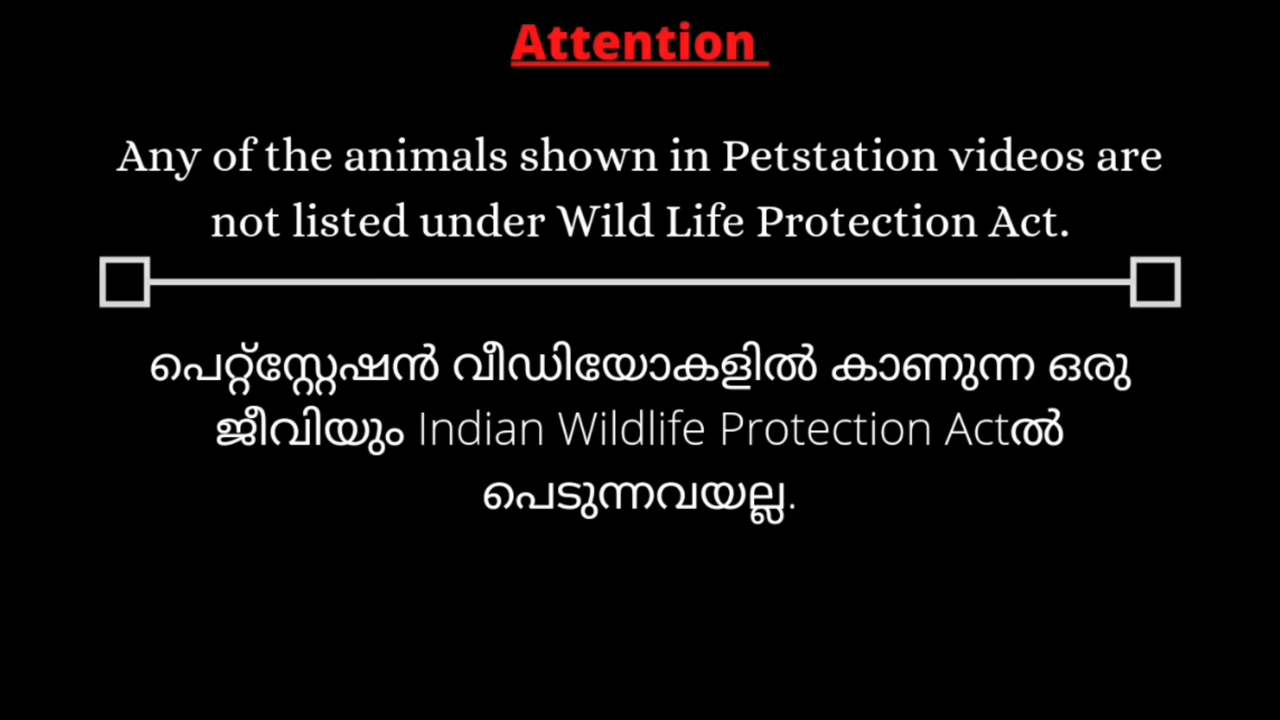 Attention
Any of the animals shown in Petstation videos are
not listed under Wild Life Protection Act.
പെറ്റ്സ്റ്റേഷൻ വീഡിയോകളിൽ കാണുന്ന ഒരു
ജീവിയും Indian Wildlife Protection Actൽ
പെടുന്നവയല്ല.